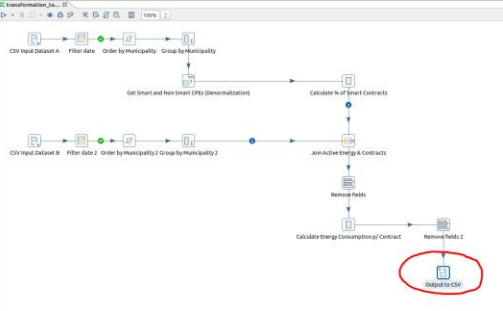 transformation_ta...
100%
CSV Input Dataset A
Filter date
Order by Municipality
Group by Municipality
Get Smart and Non Smart CPEs (Denormalization)
Calculate % of Smart Contracts
CSV Input Dataset B
Filter date 2
Order by Municipality 2
Group by Municipality 2
Join Active Energy & Contracts
Remove fields
Calculate Energy Consumption p/ Contract
Remove fields 2
Output to CSV